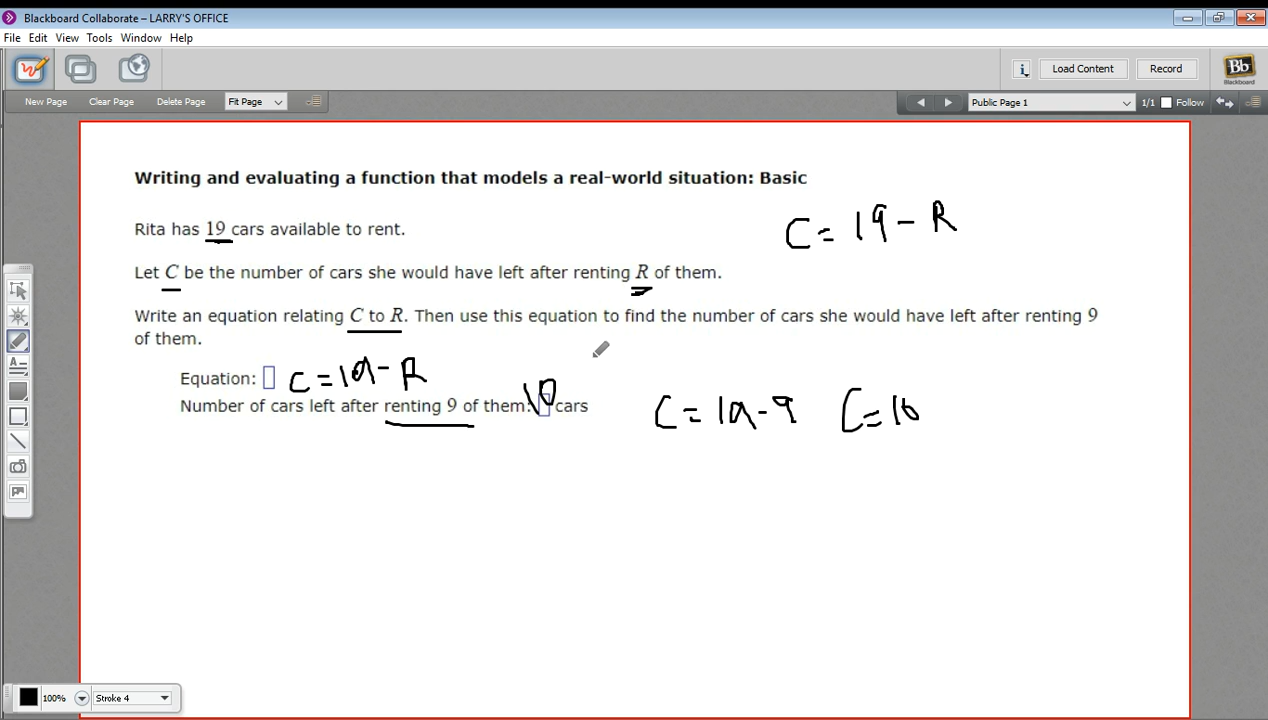 Blackboard Collaborate – LARRY'S OFFICE
File Edit View Tools Window Help
Load Content Record Bb Blackboard
New Page Clear Page Delete Page Fit Page Public Page 1 1/1 Follow
Writing and evaluating a function that models a real-world situation: Basic
Rita has 19 cars available to rent.
C = 19 - R
Let C be the number of cars she would have left after renting R of them.
Write an equation relating C to R. Then use this equation to find the number of cars she would have left after renting 9
of them.
Equation: C = 19 - R
Number of cars left after renting 9 of them: 10 cars
C = 19 - 9 C = 10
100% Stroke 4